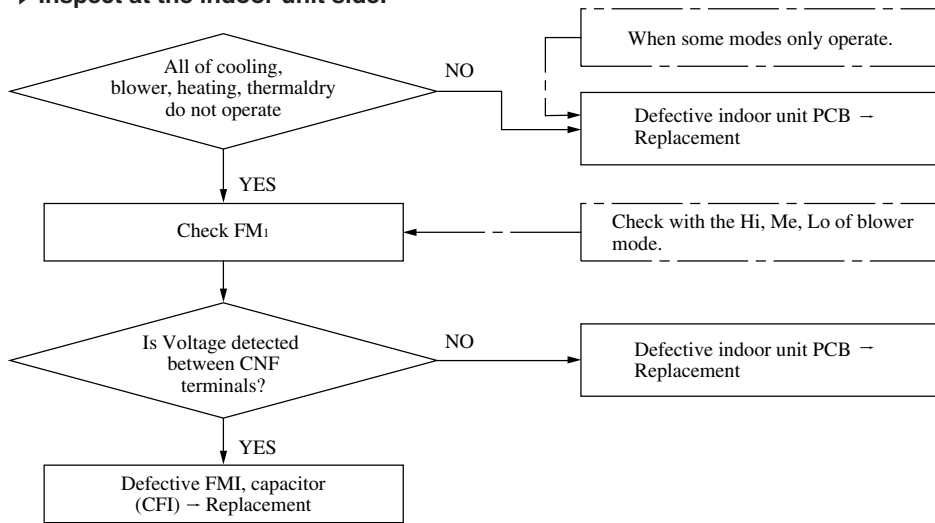 Inspect at the indoor unit side.
When some modes only operate.
All of cooling,
blower, heating, thermaldry
do not operate
NO
Defective indoor unit PCB →
Replacement
YES
Check FM1
Check with the Hi, Me, Lo of blower
mode.
Is Voltage detected
between CNF
terminals?
NO
Defective indoor unit PCB →
Replacement
YES
Defective FMI, capacitor
(CFI) → Replacement